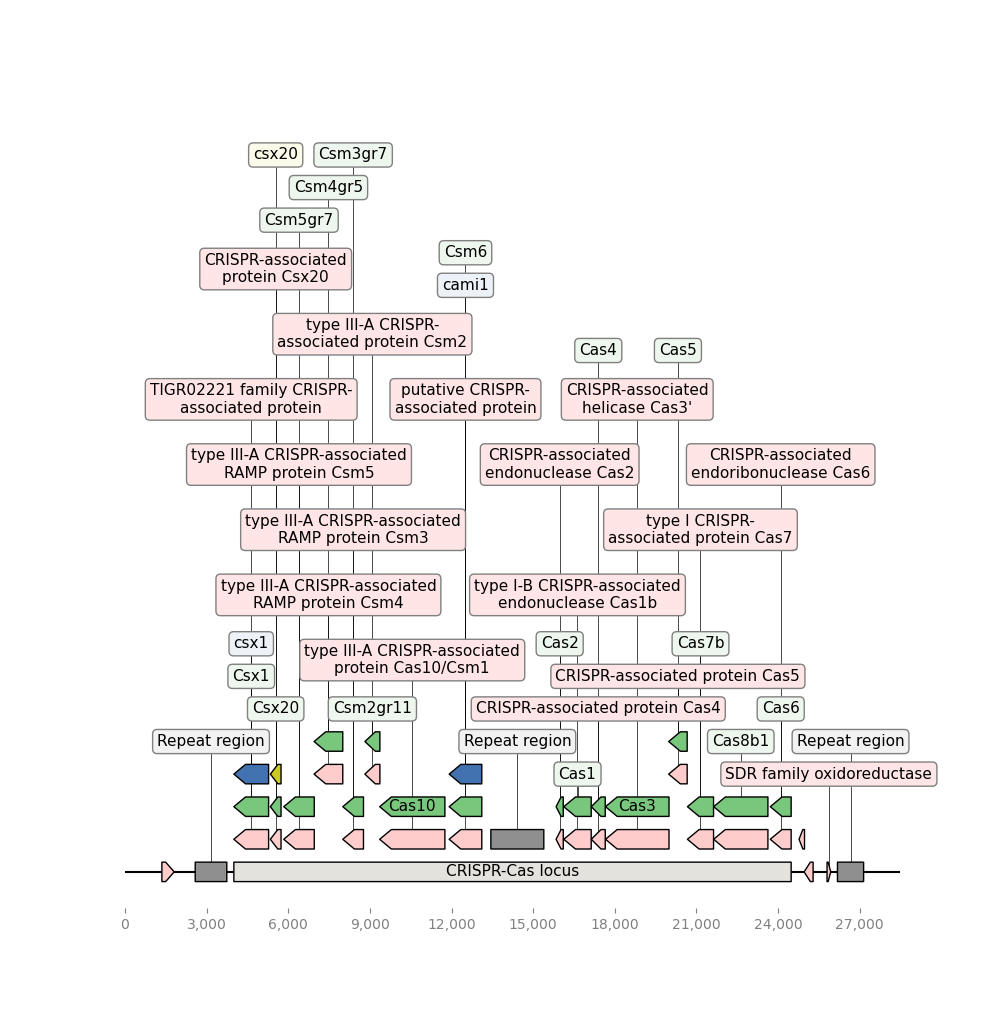 csx20
Csm3gr7
Csm4gr5
Csm5gr7
CRISPR-associated
protein Csx20
Csm6
cami1
type III-A CRISPR-
associated protein Csm2
Cas4
Cas5
TIGR02221 family CRISPR-
associated protein
putative CRISPR-
associated protein
CRISPR-associated
helicase Cas3'
type III-A CRISPR-associated
RAMP protein Csm5
CRISPR-associated
endonuclease Cas2
CRISPR-associated
endoribonuclease Cas6
type III-A CRISPR-associated
RAMP protein Csm3
type I CRISPR-
associated protein Cas7
type III-A CRISPR-associated
RAMP protein Csm4
type I-B CRISPR-associated
endonuclease Cas1b
csx1
type III-A CRISPR-associated
protein Cas10/Csm1
Cas2
Cas7b
Csx1
CRISPR-associated protein Cas5
Csx20
Csm2gr11
CRISPR-associated protein Cas4
Cas6
Repeat region
Repeat region
Cas8b1
Repeat region
Cas1
SDR family oxidoreductase
Cas10
Cas3
CRISPR-Cas locus
0
3,000
6,000
9,000
12,000
15,000
18,000
21,000
24,000
27,000